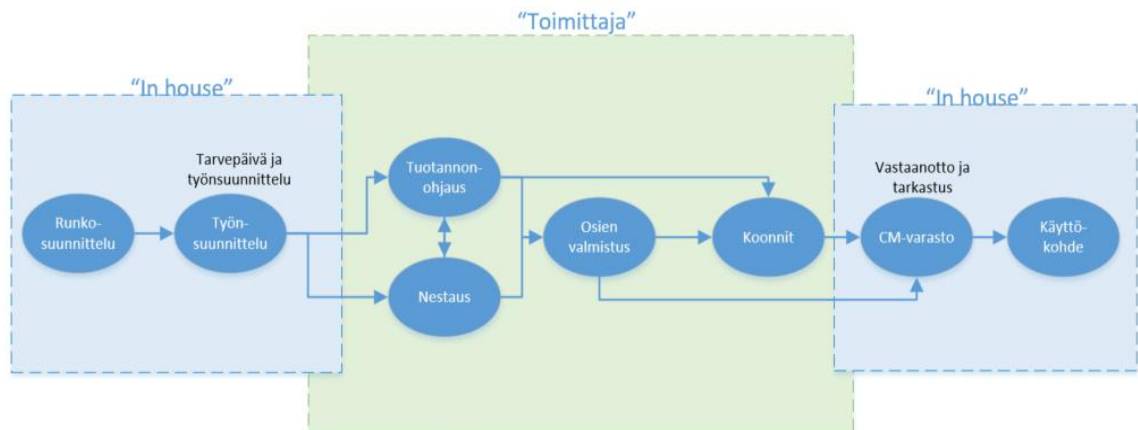 “Toimittaja”
“In house”
“In house”
Tarvepäivä ja
työnsuunnittelu
Tuotannon-
ohjaus
Vastaanotto ja
tarkastus
Runko-
suunnittelu
Työn-
suunnittelu
Osien
valmistus
Koonnit
CM-varasto
Käyttö-
kohde
Nestaus